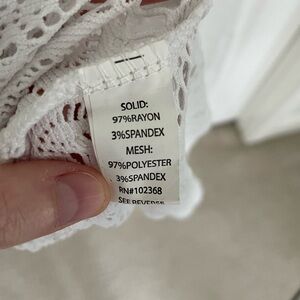 SOLID:
97%RAYON
3%SPANDEX
MESH:
97%POLYESTER
3%SPANDEX
RN#102368
SEE REVERSE